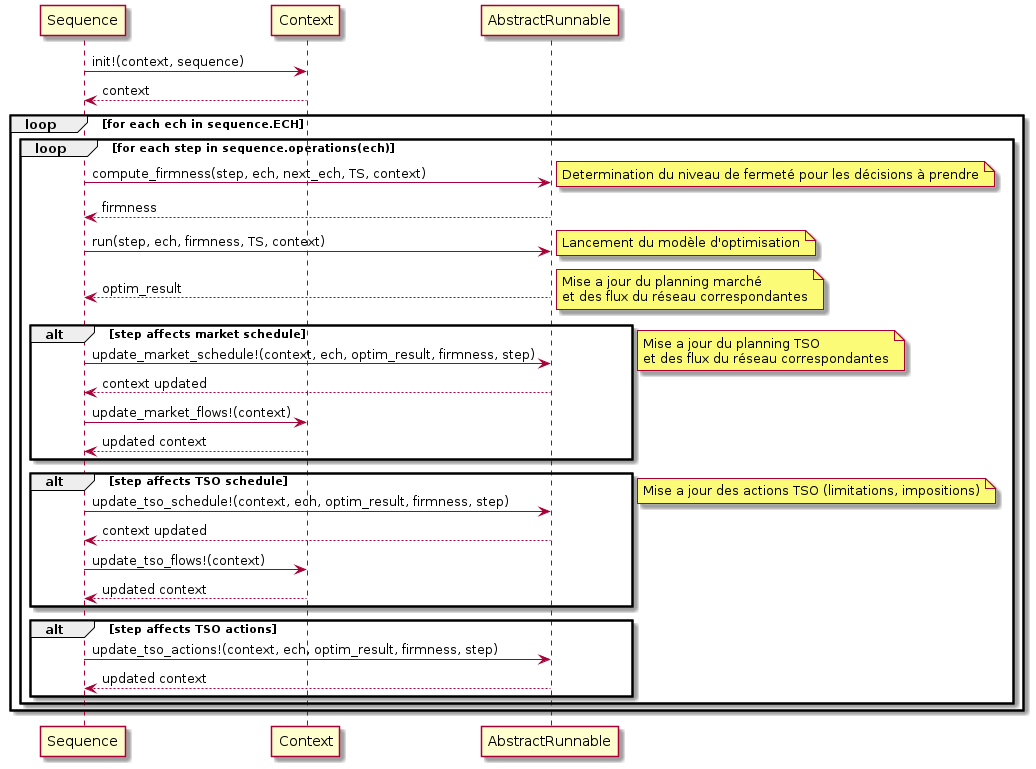 Sequence
Context
AbstractRunnable
init!(context, sequence)
context
loop
[for each ech in sequence.ECH]
loop
[for each step in sequence.operations(ech)]
compute_firmness(step, ech, next_ech, TS, context)
Determination du niveau de fermeté pour les décisions à prendre
firmness
run(step, ech, firmness, TS, context)
Lancement du modèle d'optimisation
optim_result
Mise a jour du planning marché
et des flux du réseau correspondantes
alt
[step affects market schedule]
Mise a jour du planning TSO
et des flux du réseau correspondantes
update_market_schedule!(context, ech, optim_result, firmness, step)
context updated
update_market_flows!(context)
updated context
alt
[step affects TSO schedule]
Mise a jour des actions TSO (limitations, impositions)
update_tso_schedule!(context, ech, optim_result, firmness, step)
context updated
update_tso_flows!(context)
updated context
alt
[step affects TSO actions]
update_tso_actions!(context, ech, optim_result, firmness, step)
updated context
Sequence
Context
AbstractRunnable